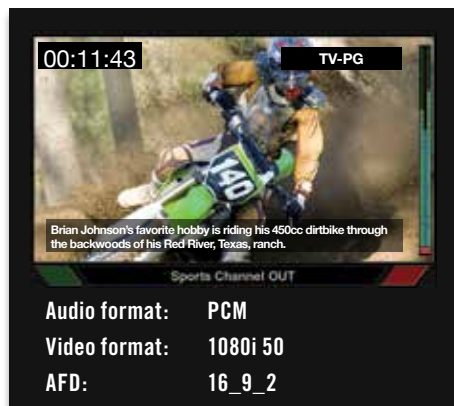 00:11:43
TV-PG
140
Brian Johnson's favorite hobby is riding his 450cc dirtbike through
the backwoods of his Red River, Texas, ranch.
Sports Channel OUT
Audio format: PCM
Video format: 1080i 50
AFD: 16_9_2